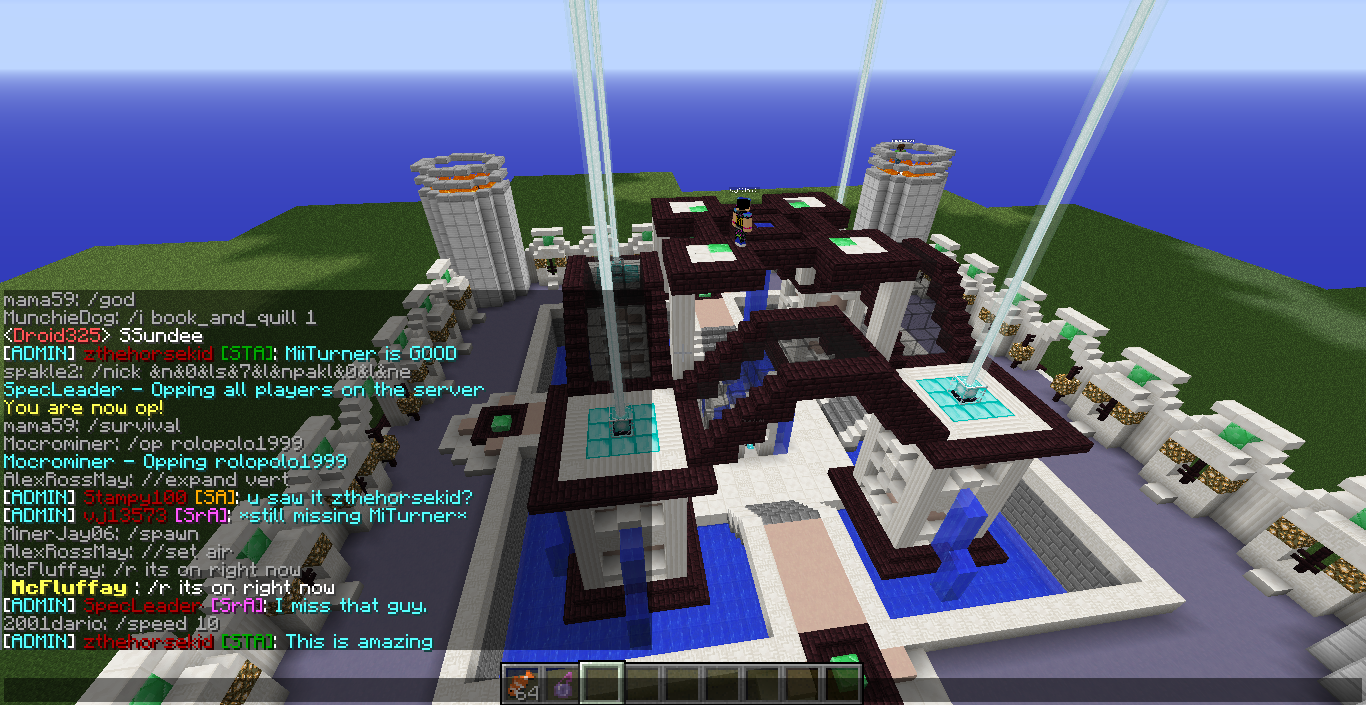 mama59: /god
MunchieDog: /i book_and_quill 1
<Droid325> SSundee
[ADMIN] zthehorsekid [STA]: MiiTurner is GOOD
spakle2: /nick &n&0&ls&7&l&npakl&0&l&ne
SpecLeader - Opping all players on the server
You are now op!
mama59: /survival
Mocrominer: /op rolopolo1999
Mocrominer - Opping rolopolo1999
AlexRossMay: //expand vert
[ADMIN] Stampy100 [SA]: u saw it zthehorsekid?
[ADMIN] vj13573 [SrA]: *still missing MiTurner*
MinerJay06: /spawn
AlexRossMay: //set air
McFluffay: /r its on right now
McFluffay : /r its on right now
[ADMIN] SpecLeader [SrA]: I miss that guy.
2001dario: /speed 10
[ADMIN] zthehorsekid [STA]: This is amazing
64